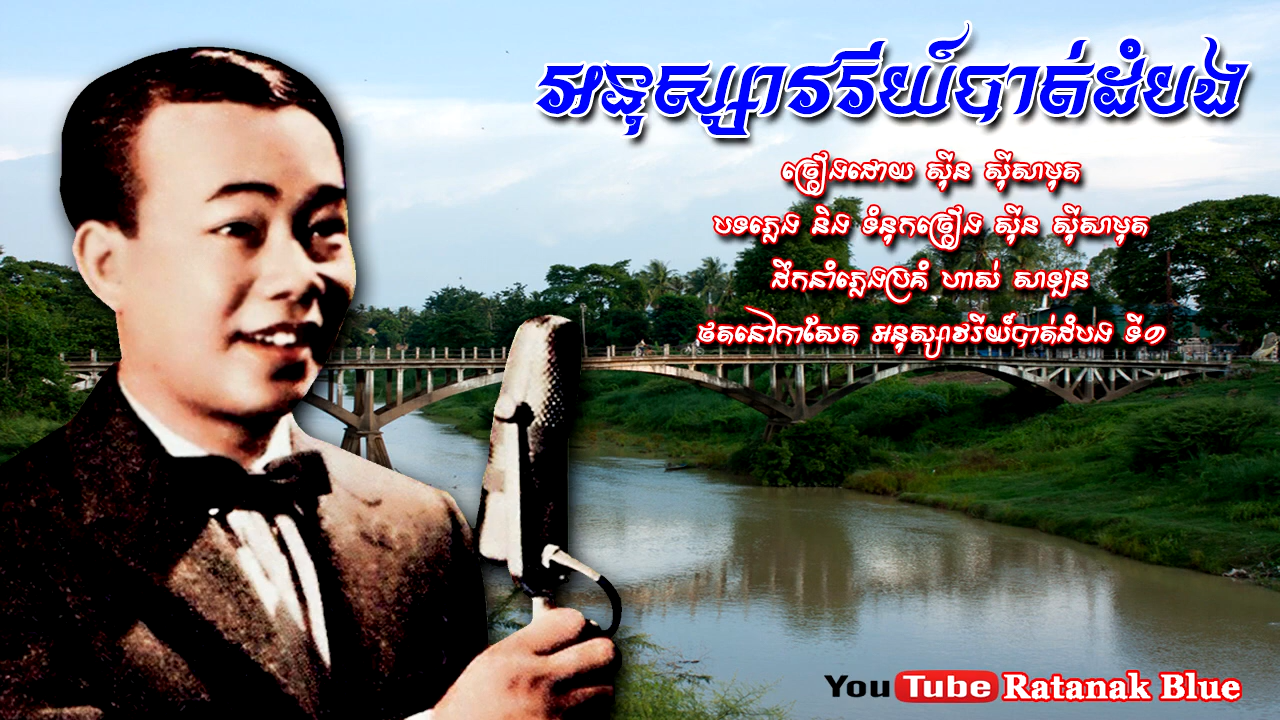 អនុស្សាវរីយ៍បាត់ដំបង
ច្រៀងដោយ ស៊ីន ស៊ីសាមុត
បទភ្លេង និង ទំនុកច្រៀង ស៊ីន ស៊ីសាមុត
ដឹកនាំភ្លេងប្រគំ ហាស់ សាឡន
ថតនៅកាសែត អនុស្សាវរីយ៍បាត់ដំបង ទី១
YouTube Ratanak Blue